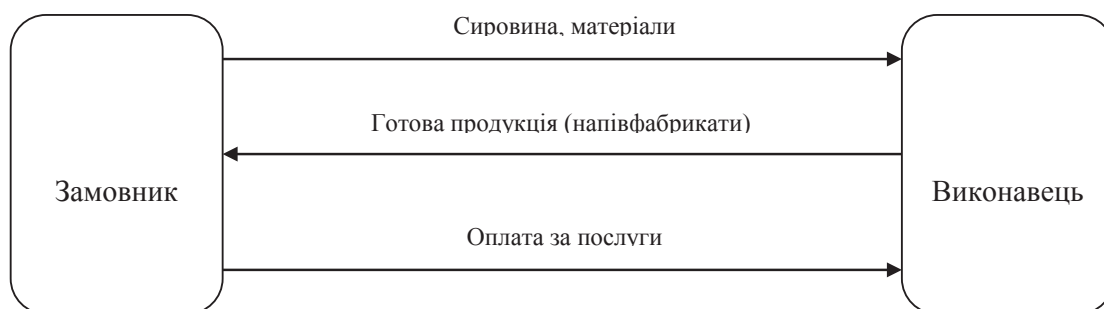 Сировина, матеріали
Готова продукція (напівфабрикати)
Замовник
Виконавець
Оплата за послуги